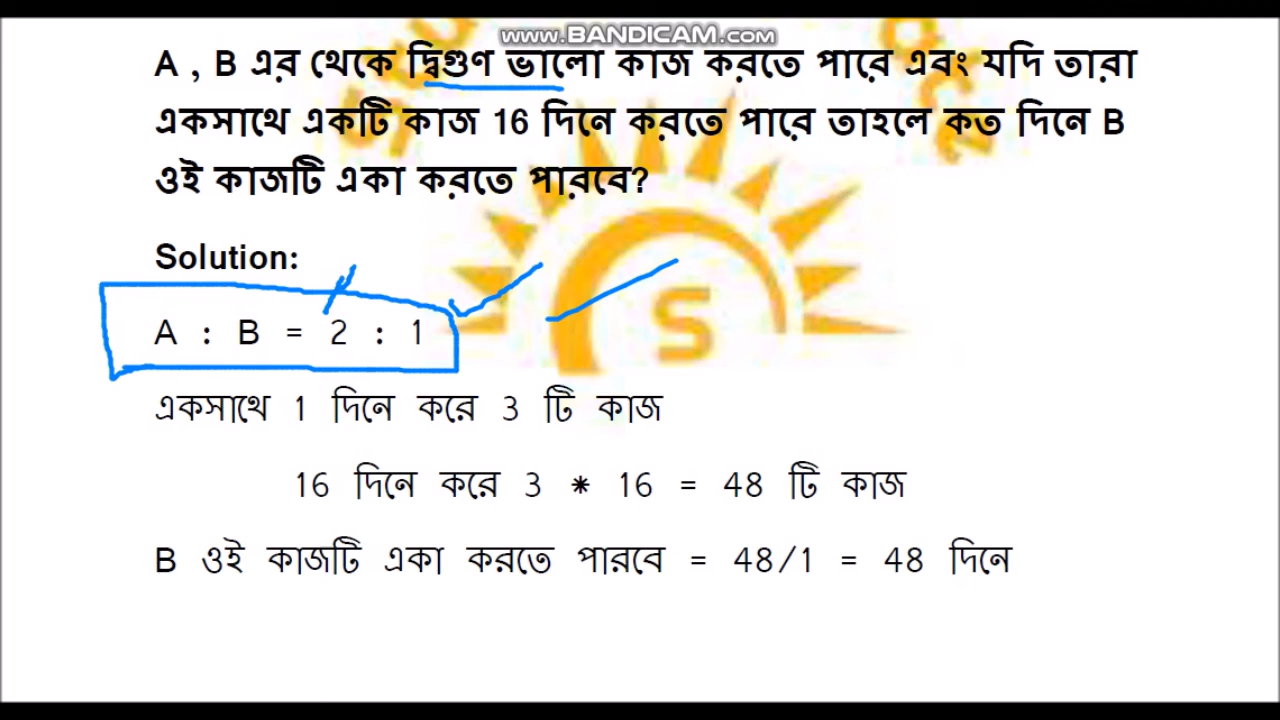 www.BANDICAM.com
A , B এর থেকে দ্বিগুণ ভালো কাজ করতে পারে এবং যদি তারা
একসাথে একটি কাজ 16 দিনে করতে পারে তাহলে কত দিনে B
ওই কাজটি একা করতে পারবে?
Solution:
A : B = 2 : 1
S
একসাথে 1 দিনে করে 3 টি কাজ
16 দিনে করে 3 * 16 = 48 টি কাজ
B ওই কাজটি একা করতে পারবে = 48/1 = 48 দিনে